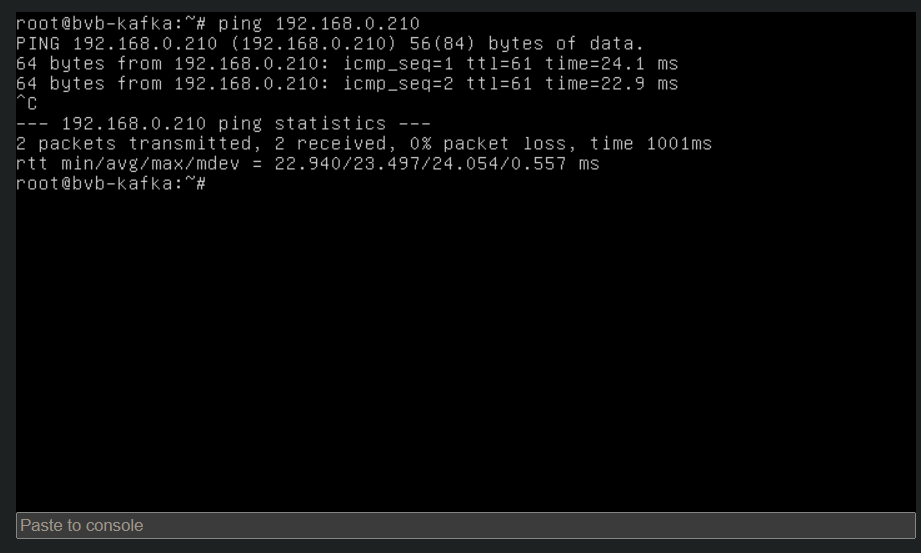 root@bvb-kafka:~# ping 192.168.0.210
PING 192.168.0.210 (192.168.0.210) 56(84) bytes of data.
64 bytes from 192.168.0.210: icmp_seq=1 ttl=61 time=24.1 ms
64 bytes from 192.168.0.210: icmp_seq=2 ttl=61 time=22.9 ms
^C
--- 192.168.0.210 ping statistics ---
2 packets transmitted, 2 received, 0% packet loss, time 1001ms
rtt min/avg/max/mdev = 22.940/23.497/24.054/0.557 ms
root@bvb-kafka:~#
Paste to console